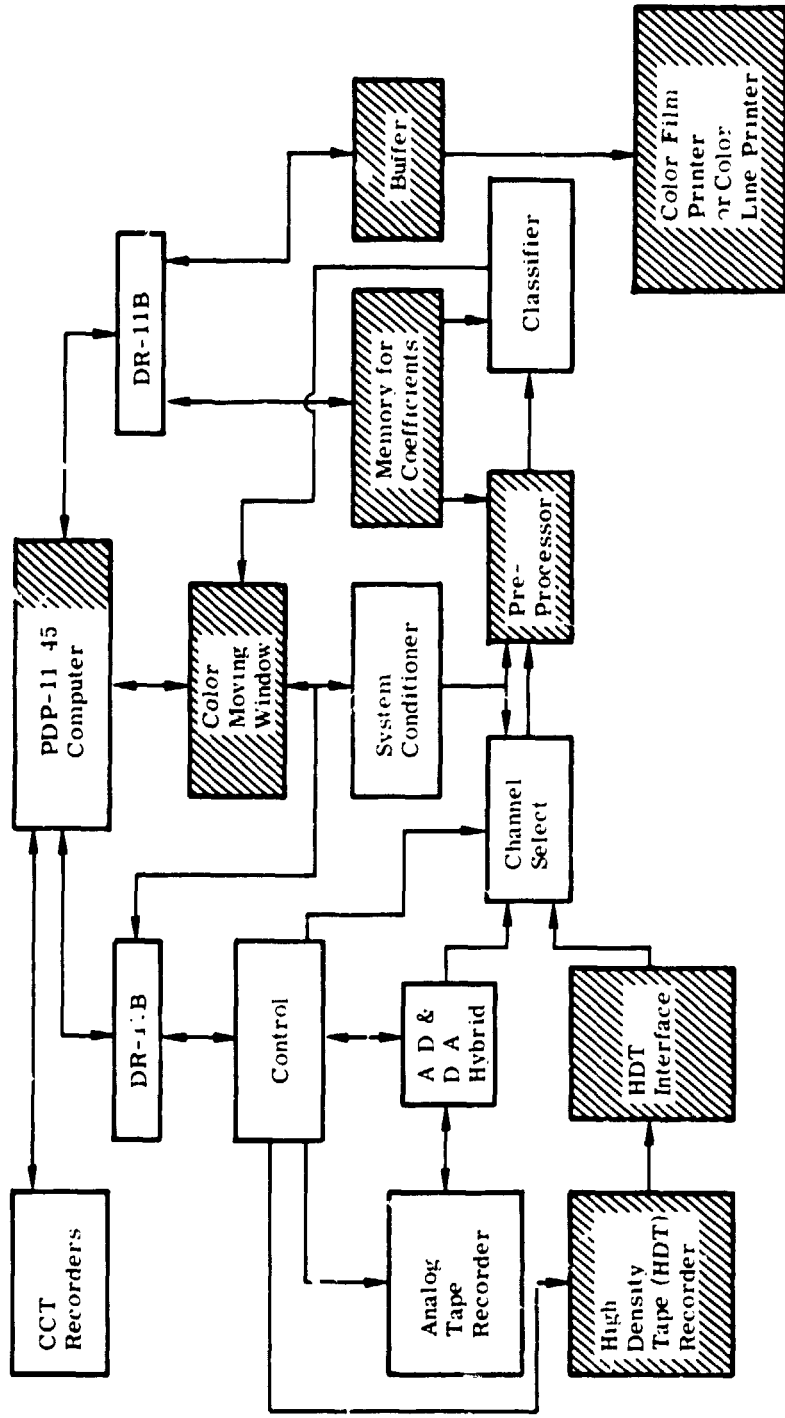 CCT
Recorders
PDP-11 45
Computer
DR-11B
DR-11B
Control
Color
Moving
Window
Analog
Tape
Recorder
A D &
D A
Hybrid
System
Conditioner
Memory for
Coefficients
Buffer
Channel
Select
Pre-
Processor
Classifier
High
Density
Tape (HDT)
Recorder
HDT
Interface
Color Film
Printer
or Color
Line Printer